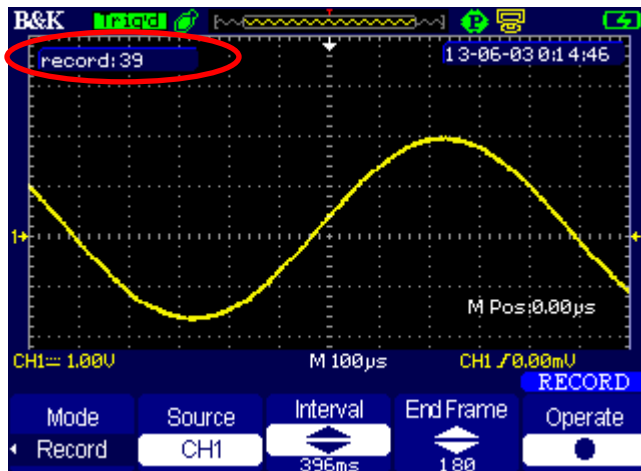 B&K Trig'd P
record:39 13-06-03 0:14:46
1
M Pos:0.00µs
CH1 1.00V M 100µs CH1 0.00mV
RECORD
Mode Source Interval End Frame Operate
Record CH1 396ms 180